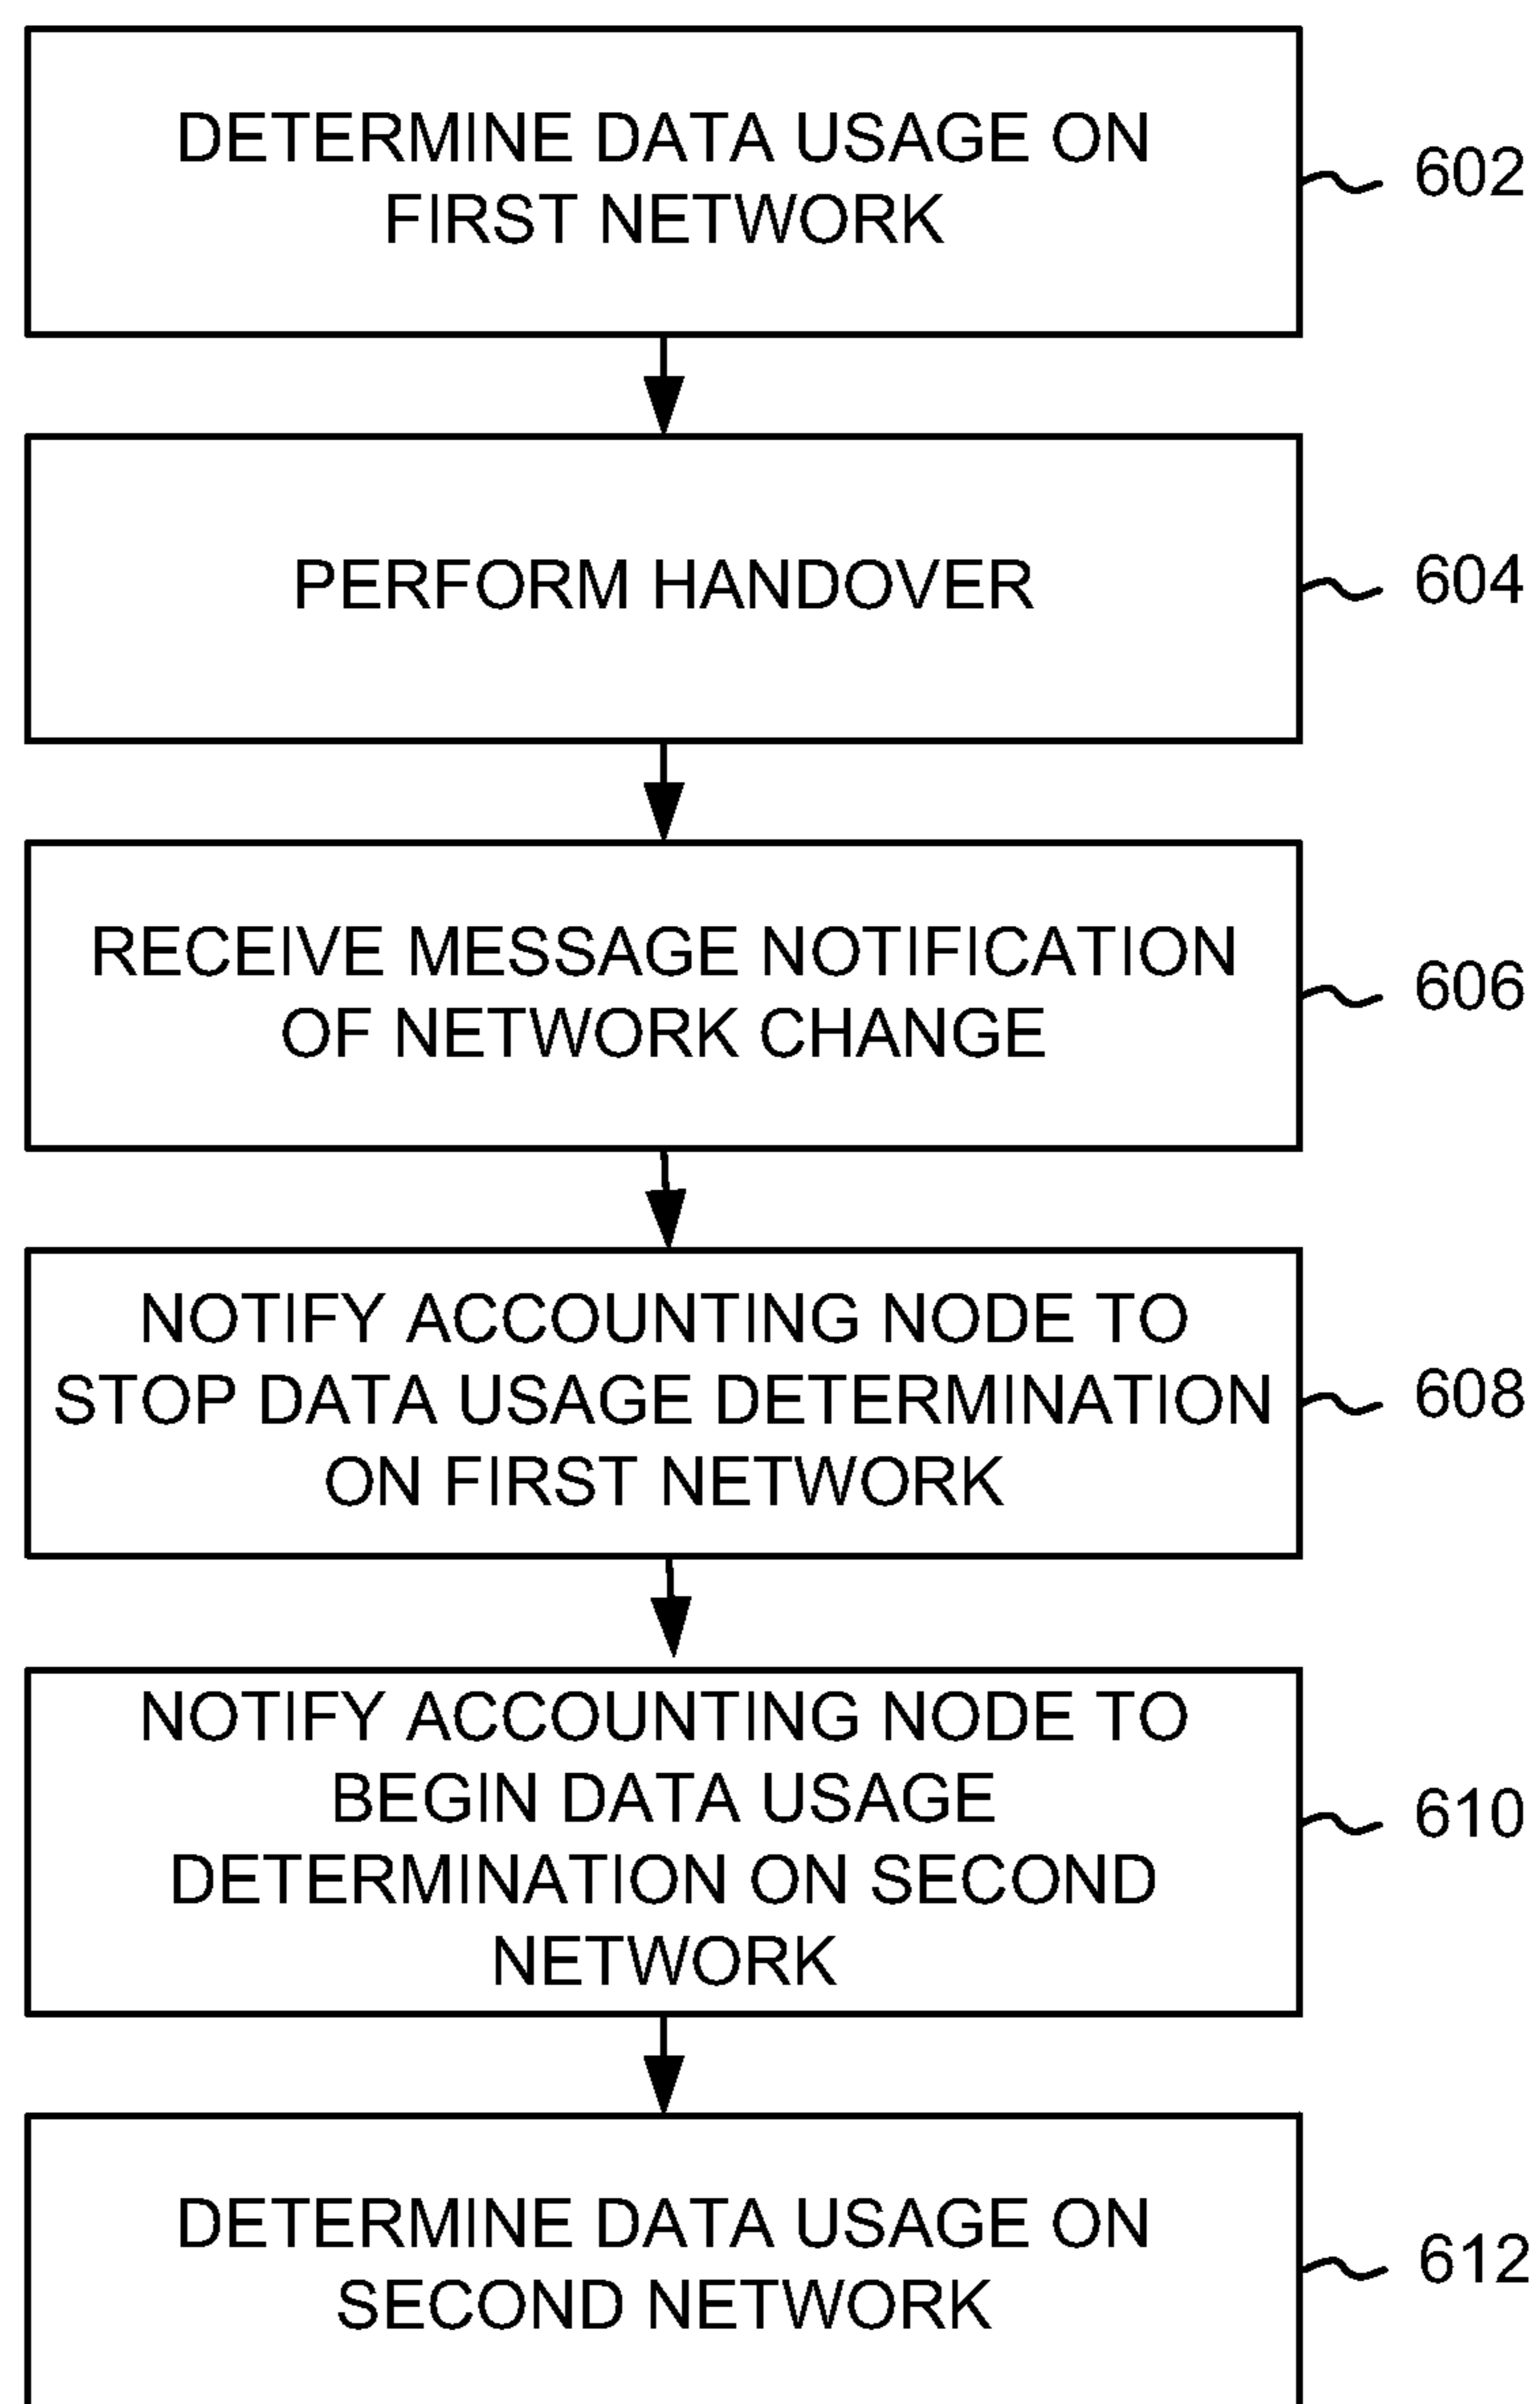 DETERMINE DATA USAGE ON
FIRST NETWORK
602
PERFORM HANDOVER
604
RECEIVE MESSAGE NOTIFICATION
OF NETWORK CHANGE
606
NOTIFY ACCOUNTING NODE TO
STOP DATA USAGE DETERMINATION
ON FIRST NETWORK
608
NOTIFY ACCOUNTING NODE TO
BEGIN DATA USAGE
DETERMINATION ON SECOND
NETWORK
610
DETERMINE DATA USAGE ON
SECOND NETWORK
612